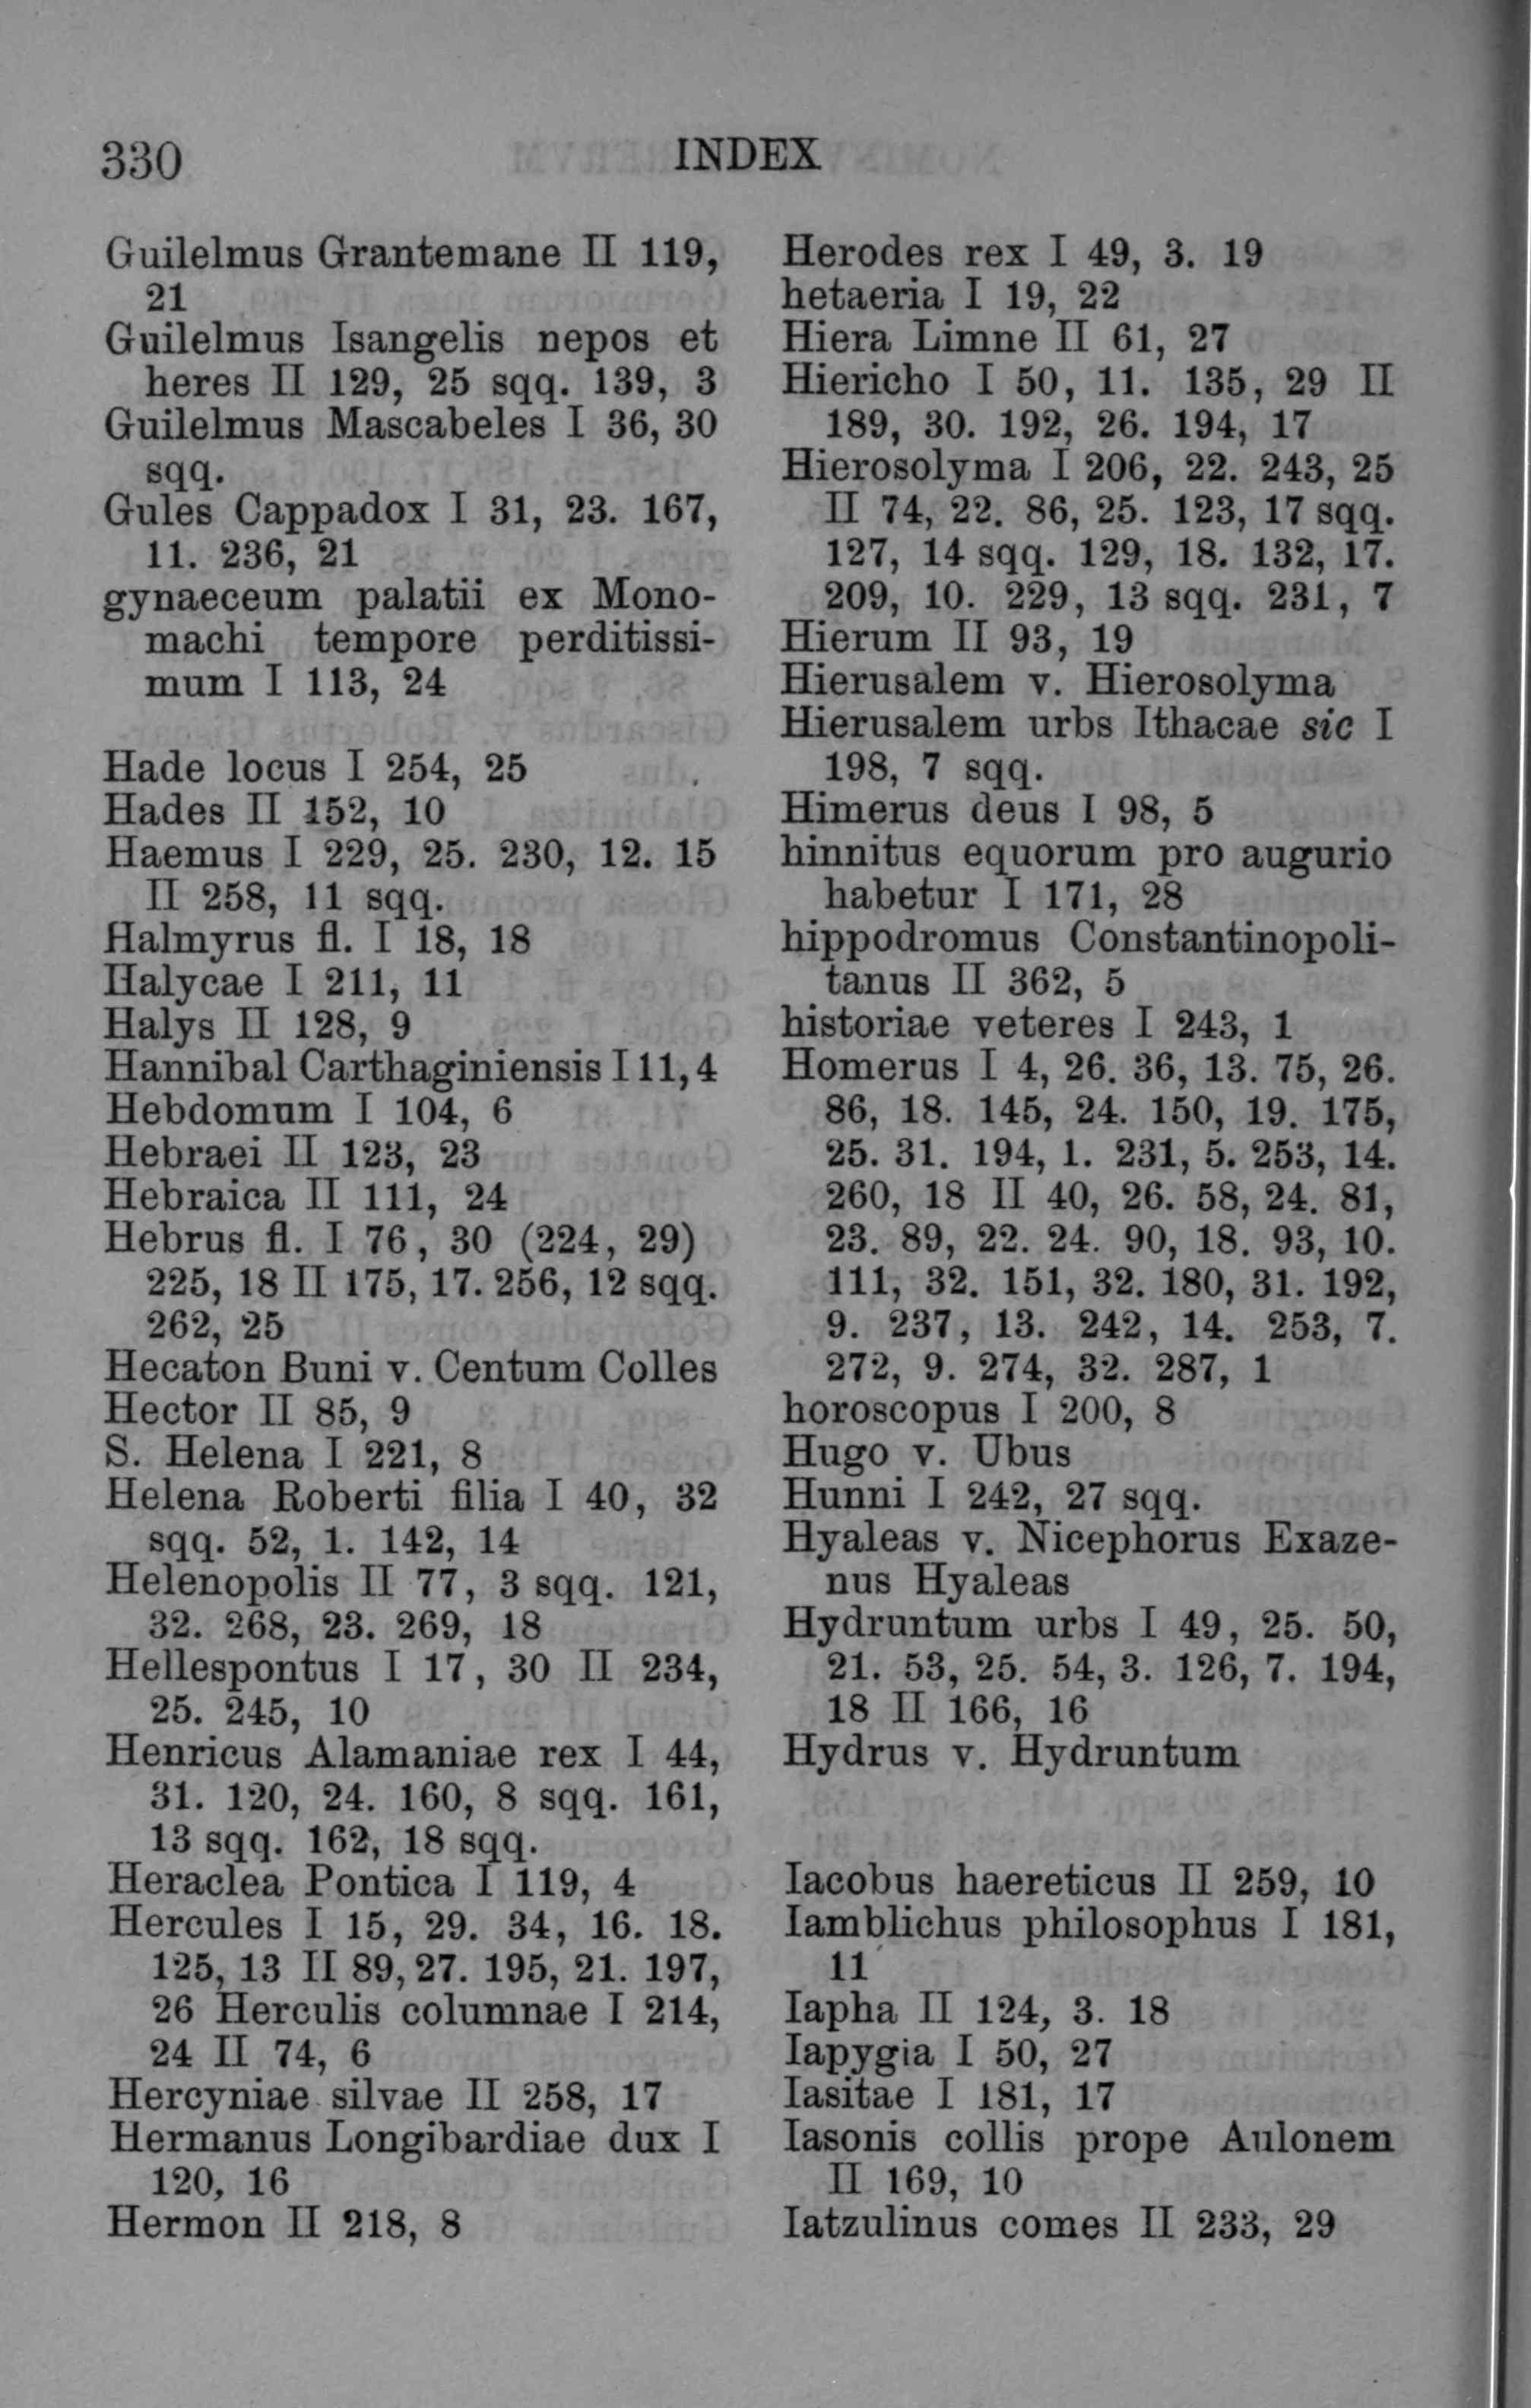 330
INDEX
Guilelmus Grantemane II 119,
21
Guilelmus Isangelis nepos et
heres II 129, 25 sqq. 139, 3
Guilelmus Mascabeles I 36, 30
sqq.
Gules Cappadox I 31, 23. 167,
11. 236, 21
gynaeceum palatii ex Mono-
machi tempore perditissi-
mum I 113, 24
Hade locus I 254, 25
Hades II 152, 10
Haemus I 229, 25. 230, 12. 15
II 258, 11 sqq.
Halmyrus fl. I 18, 18
Halycae I 211, 11
Halys II 128, 9
Hannibal Carthaginiensis I 11, 4
Hebdomum I 104, 6
Hebraei II 123, 23
Hebraica II 111, 24
Hebrus fl. I 76, 30 (224, 29)
225, 18 II 175, 17. 256, 12 sqq.
262, 25
Hecaton Buni v. Centum Colles
Hector II 85, 9
S. Helena I 221, 8
Helena Roberti filia I 40, 32
sqq. 52, 1. 142, 14
Helenopolis II 77, 3 sqq. 121,
32. 268, 23. 269, 18
Hellespontus I 17, 30 II 234,
25. 245, 10
Henricus Alamaniae rex I 44,
31. 120, 24. 160, 8 sqq. 161,
13 sqq. 162, 18 sqq.
Heraclea Pontica I 119, 4
Hercules I 15, 29. 34, 16. 18.
125, 13 II 89, 27. 195, 21. 197,
26 Herculis columnae I 214,
24 II 74, 6
Hercyniae silvae II 258, 17
Hermanus Longibardiae dux I
120, 16
Hermon II 218, 8
Herodes rex I 49, 3. 19
hetaeria I 19, 22
Hiera Limne II 61, 27
Hiericho I 50, 11. 135, 29 II
189, 30. 192, 26. 194, 17
Hierosolyma I 206, 22. 243, 25
II 74, 22. 86, 25. 123, 17 sqq.
127, 14 sqq. 129, 18. 132, 17.
209, 10. 229, 13 sqq. 231, 7
Hierum II 93, 19
Hierusalem v. Hierosolyma
Hierusalem urbs Ithacae sic I
198, 7 sqq.
Himerus deus I 98, 5
hinnitus equorum pro augurio
habetur I 171, 28
hippodromus Constantinopoli-
tanus II 362, 5
historiae veteres I 243, 1
Homerus I 4, 26. 36, 13. 75, 26.
86, 18. 145, 24. 150, 19. 175,
25. 31. 194, 1. 231, 5. 253, 14.
260, 18 II 40, 26. 58, 24. 81,
23. 89, 22. 24. 90, 18. 93, 10.
111, 32. 151, 32. 180, 31. 192,
9. 237, 13. 242, 14. 253, 7.
272, 9. 274, 32. 287, 1
horoscopus I 200, 8
Hugo v. Ubus
Hunni I 242, 27 sqq.
Hyaleas v. Nicephorus Exaze-
nus Hyaleas
Hydruntum urbs I 49, 25. 50,
21. 53, 25. 54, 3. 126, 7. 194,
18 II 166, 16
Hydrus v. Hydruntum
Iacobus haereticus II 259, 10
Iamblichus philosophus I 181,
11
Iapha II 124, 3. 18
Iapygia I 50, 27
Iasitae I 181, 17
Iasonis collis prope Aulonem
II 169, 10
Iatzulinus comes II 233, 29